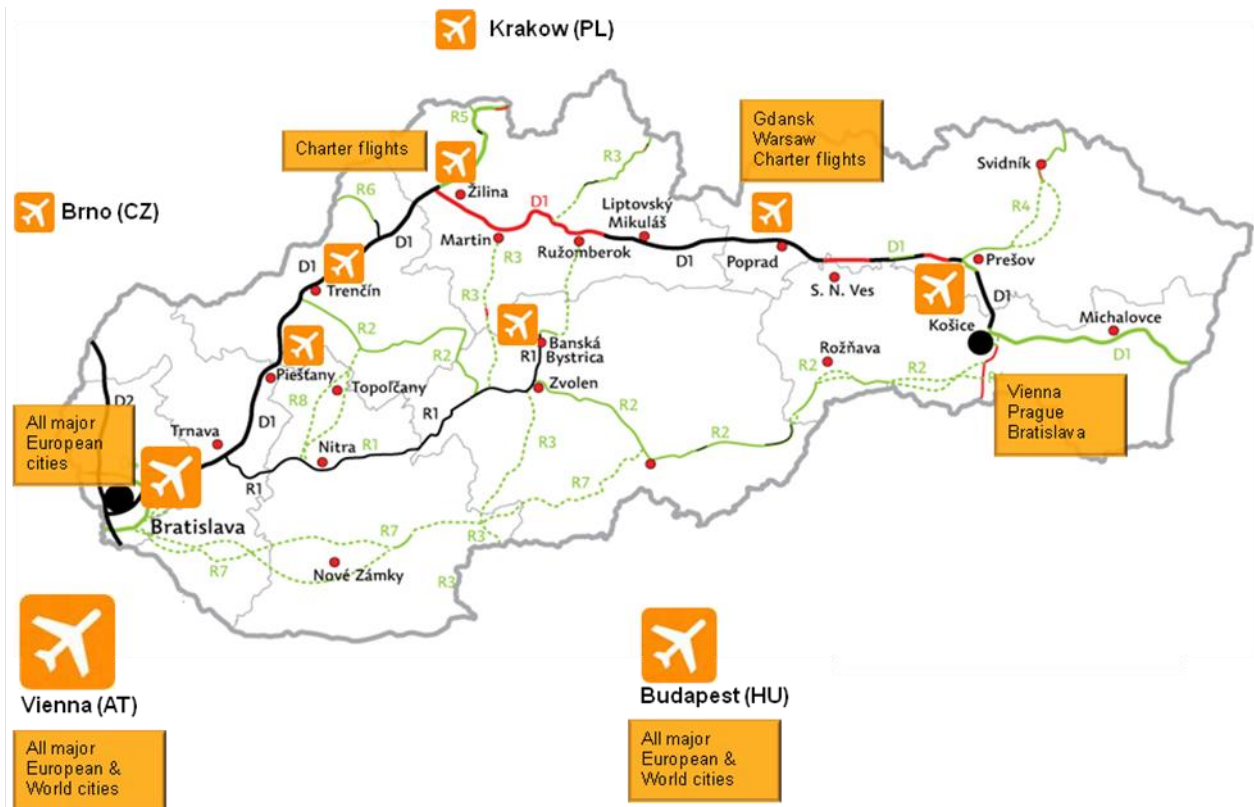 Krakow (PL)
Gdansk
Warsaw
Charter flights
Charter flights
Brno (CZ)
R5
R3
R6
Žilina
D1
Svidník
R4
Liptovský
Mikuláš
Martin
Ružomberok
D1
D1
D1
Poprad
D1
Prešov
S. N. Ves
D1
Trenčín
R3
R3
R2
R2
R1
Banská
Bystrica
Košice
Michalovce
D1
Rožňava
R2
R2
Piešťany
Topoľčany
Zvolen
R8
D2
D1
R1
R2
R2
All major
European
cities
Trnava
Nitra
R1
R1
R3
R7
Vienna
Prague
Bratislava
Bratislava
R7
R7
R3
Nové Zámky
R3
Vienna (AT)
Budapest (HU)
All major
European &
World cities
All major
European &
World cities